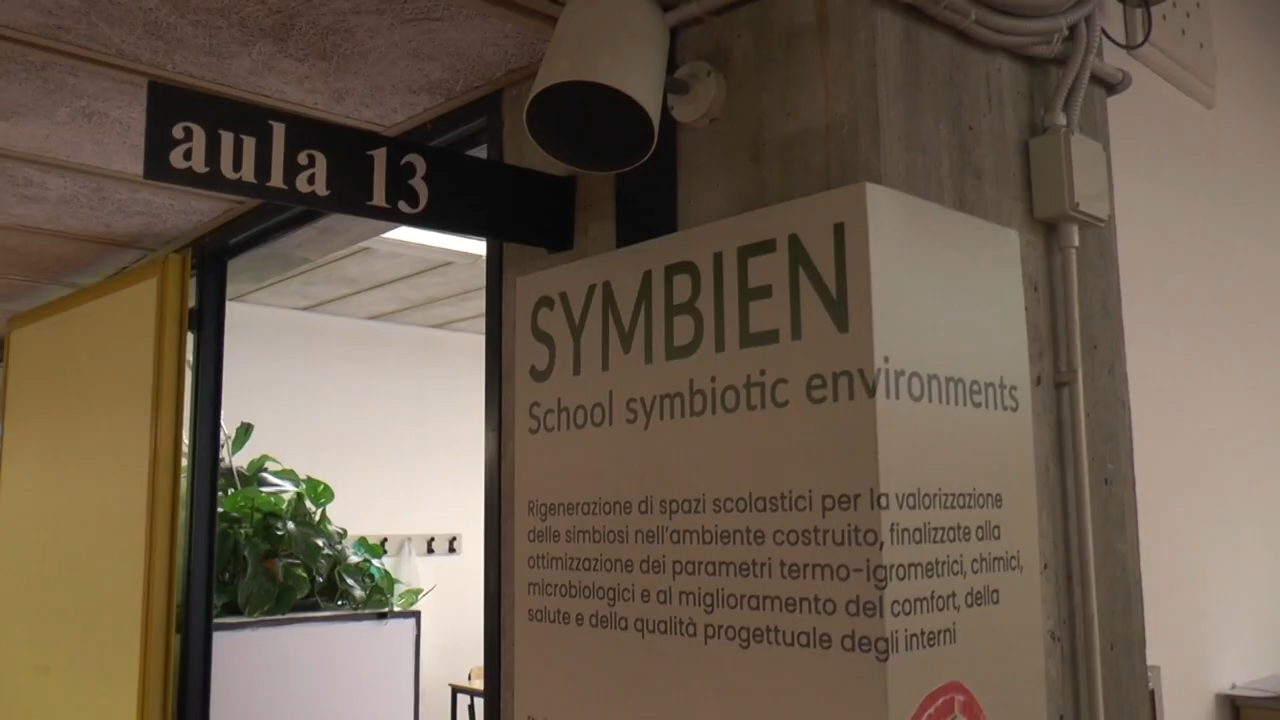 aula 13
SYMBIEN
School symbiotic environments
Rigenerazione di spazi scolastici per la valorizzazione
delle simbiosi nell'ambiente costruito, finalizzate alla
ottimizzazione dei parametri termo-igrometrici, chimici,
microbiologici e al miglioramento del comfort, della
salute e della qualità progettuale degli interni